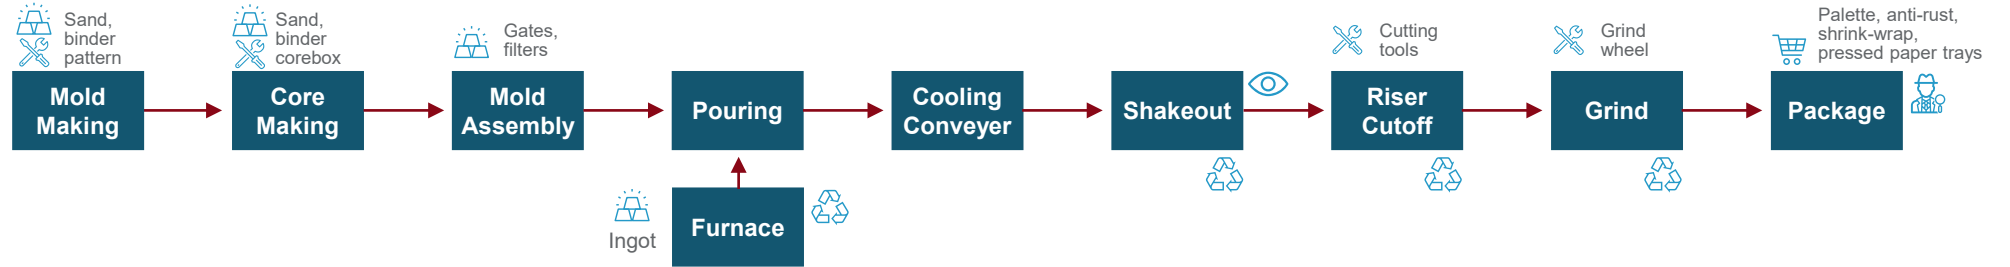 Sand,
binder
pattern
Sand,
binder
corebox
Gates,
filters
Cutting
tools
Grind
wheel
Palette, anti-rust,
shrink-wrap,
pressed paper trays
Mold
Making
Core
Making
Mold
Assembly
Pouring
Cooling
Conveyer
Shakeout
Riser
Cutoff
Grind
Package
Ingot
Furnace